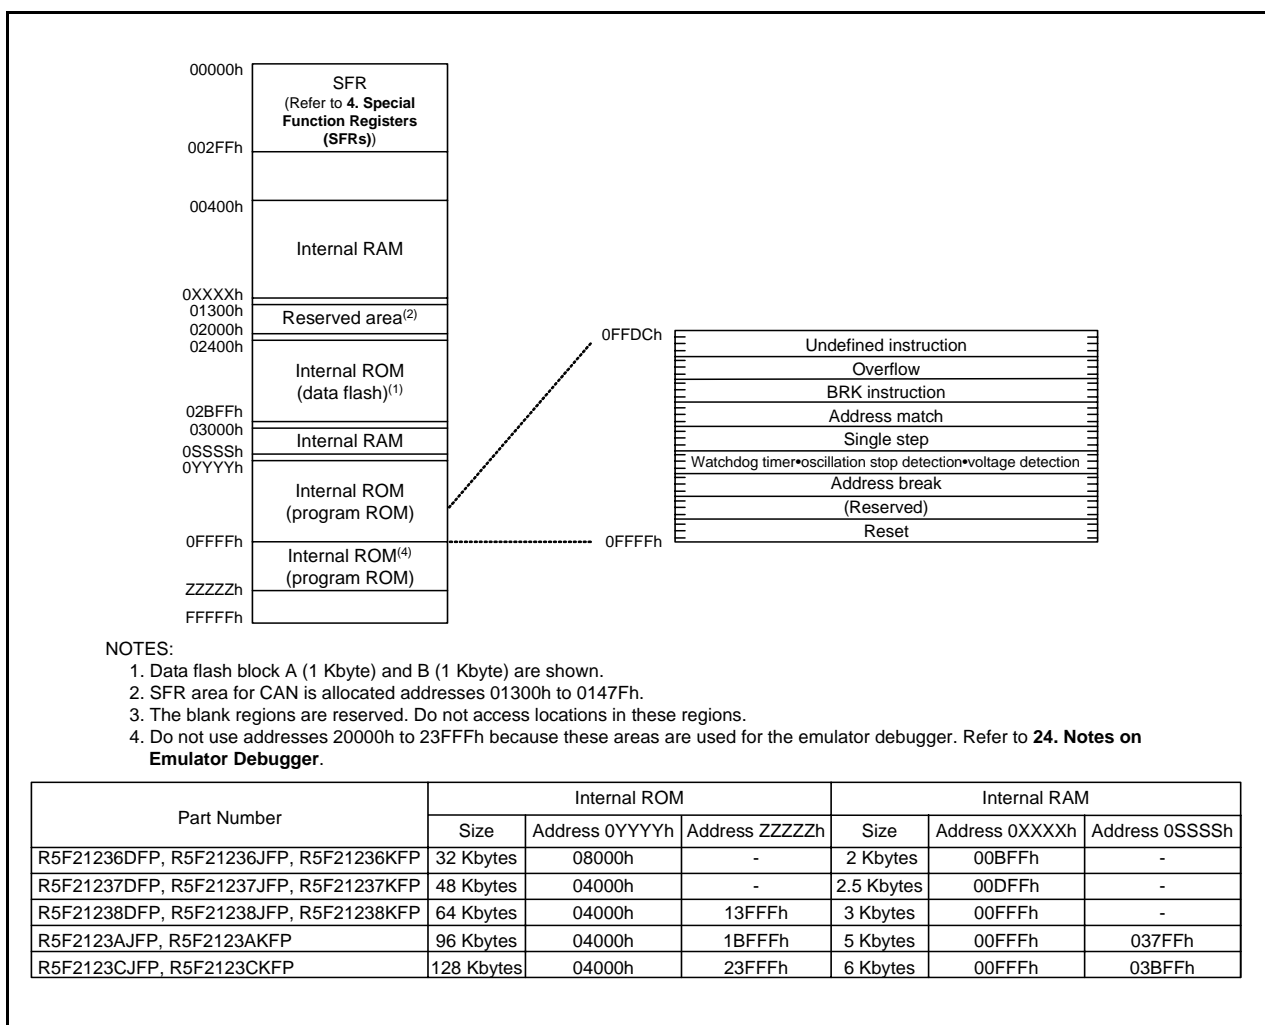 00000h
SFR
(Refer to 4. Special
Function Registers
(SFRs))
002FFh
00400h
Internal RAM
0XXXXh
01300h
Reserved area(2)
02000h
02400h
Internal ROM
(data flash)(1)
02BFFh
03000h
Internal RAM
0SSSSh
0YYYYh
Internal ROM
(program ROM)
0FFFFh
Internal ROM(4)
(program ROM)
ZZZZZh
FFFFFh
0FFDCh
Undefined instruction
Overflow
BRK instruction
Address match
Single step
Watchdog timer•oscillation stop detection•voltage detection
Address break
(Reserved)
Reset
0FFFFh
NOTES:
1. Data flash block A (1 Kbyte) and B (1 Kbyte) are shown.
2. SFR area for CAN is allocated addresses 01300h to 0147Fh.
3. The blank regions are reserved. Do not access locations in these regions.
4. Do not use addresses 20000h to 23FFFh because these areas are used for the emulator debugger. Refer to 24. Notes on
Emulator Debugger.
Part Number Internal ROM Internal RAM
Size Address 0YYYYh Address ZZZZZh Size Address 0XXXXh Address 0SSSSh
R5F21236DFP, R5F21236JFP, R5F21236KFP 32 Kbytes 08000h - 2 Kbytes 00BFFh -
R5F21237DFP, R5F21237JFP, R5F21237KFP 48 Kbytes 04000h - 2.5 Kbytes 00DFFh -
R5F21238DFP, R5F21238JFP, R5F21238KFP 64 Kbytes 04000h 13FFFh 3 Kbytes 00FFFh -
R5F2123AJFP, R5F2123AKFP 96 Kbytes 04000h 1BFFFh 5 Kbytes 00FFFh 037FFh
R5F2123CJFP, R5F2123CKFP 128 Kbytes 04000h 23FFFh 6 Kbytes 00FFFh 03BFFh